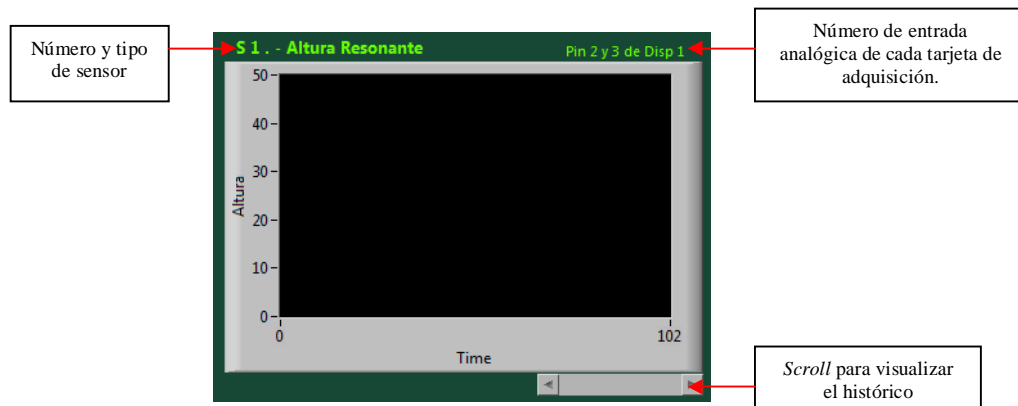 Número y tipo
de sensor
S 1 . - Altura Resonante
Pin 2 y 3 de Disp 1
Número de entrada
analógica de cada tarjeta de
adquisición.
50
40
30
20
10
0
Altura
0
102
Time
Scroll para visualizar
el histórico